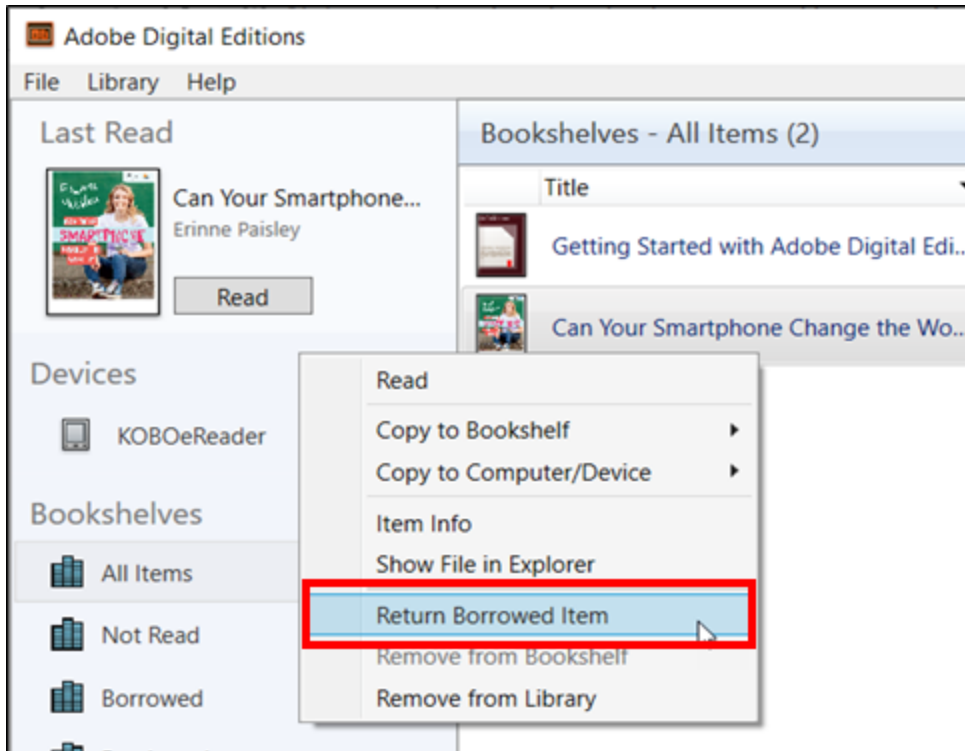 Adobe Digital Editions
File Library Help
Last Read
Can Your Smartphone...
Erinne Paisley
Read
Devices
KOBOeReader
Bookshelves
All Items
Not Read
Borrowed
Bookshelves - All Items (2)
Title
Getting Started with Adobe Digital Edi...
Can Your Smartphone Change the Wo...
Read
Copy to Bookshelf
Copy to Computer/Device
Item Info
Show File in Explorer
Return Borrowed Item
Remove from Bookshelf
Remove from Library